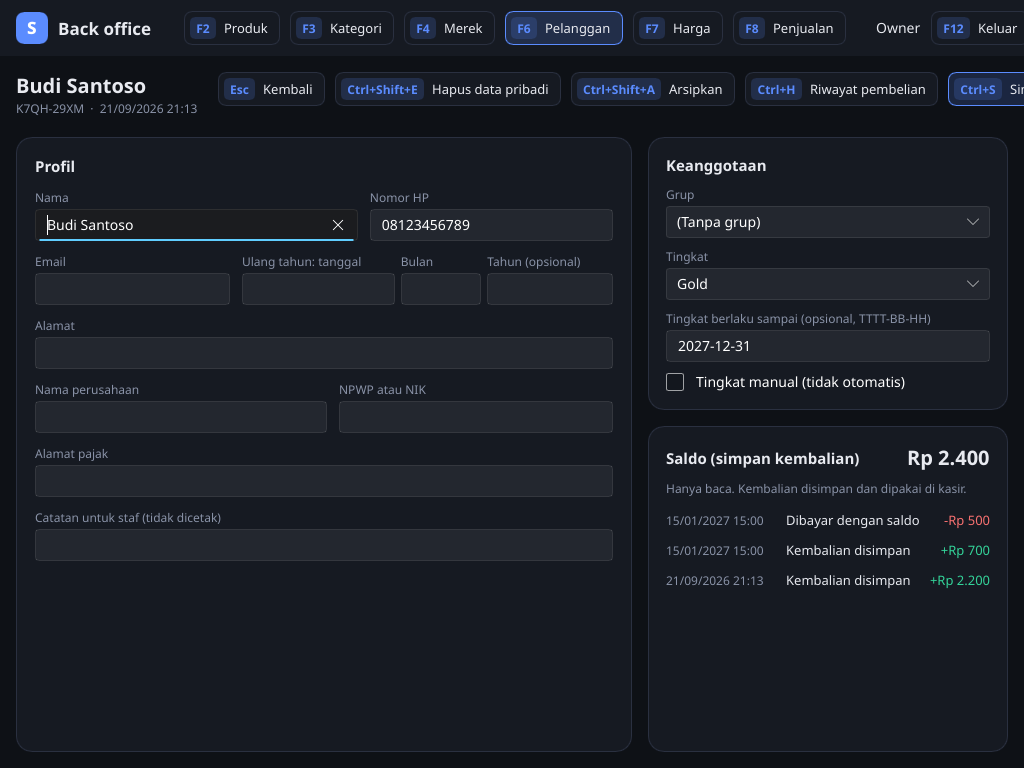 S Back office F2 Produk F3 Kategori F4 Merek F6 Pelanggan F7 Harga F8 Penjualan Owner F12 Keluar
Budi Santoso
K7QH-29XM · 21/09/2026 21:13
Esc Kembali Ctrl+Shift+E Hapus data pribadi Ctrl+Shift+A Arsipkan Ctrl+H Riwayat pembelian Ctrl+S
Profil
Nama Nomor HP
Budi Santoso 08123456789
Email Ulang tahun: tanggal Bulan Tahun (opsional)
Alamat
Nama perusahaan NPWP atau NIK
Alamat pajak
Catatan untuk staf (tidak dicetak)
Keanggotaan
Grup
(Tanpa grup)
Tingkat
Gold
Tingkat berlaku sampai (opsional, TTTT-BB-HH)
2027-12-31
Tingkat manual (tidak otomatis)
Saldo (simpan kembalian) Rp 2.400
Hanya baca. Kembalian disimpan dan dipakai di kasir.
15/01/2027 15:00 Dibayar dengan saldo -Rp 500
15/01/2027 15:00 Kembalian disimpan +Rp 700
21/09/2026 21:13 Kembalian disimpan +Rp 2.200